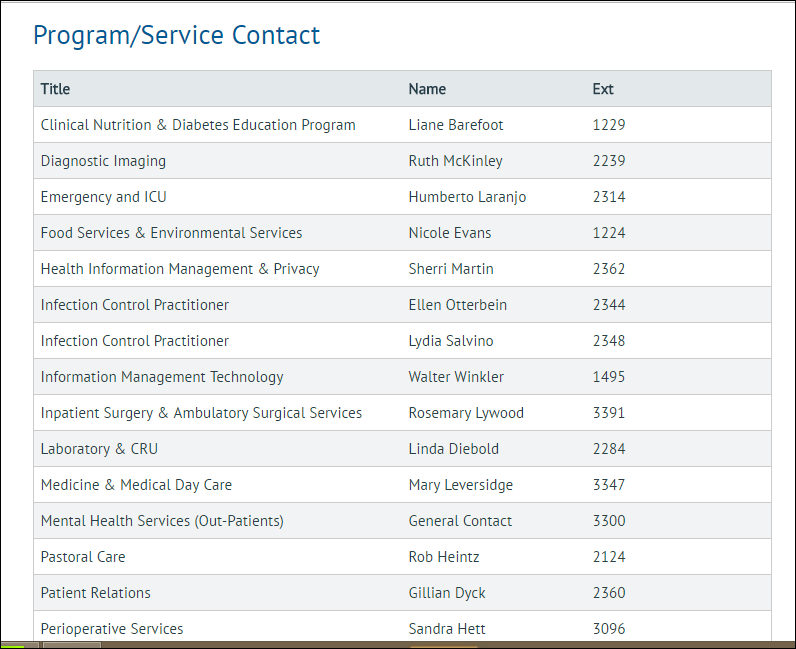 Program/Service Contact
Title Name Ext
Clinical Nutrition & Diabetes Education Program Liane Barefoot 1229
Diagnostic Imaging Ruth McKinley 2239
Emergency and ICU Humberto Laranjo 2314
Food Services & Environmental Services Nicole Evans 1224
Health Information Management & Privacy Sherri Martin 2362
Infection Control Practitioner Ellen Otterbein 2344
Infection Control Practitioner Lydia Salvino 2348
Information Management Technology Walter Winkler 1495
Inpatient Surgery & Ambulatory Surgical Services Rosemary Lywood 3391
Laboratory & CRU Linda Diebold 2284
Medicine & Medical Day Care Mary Leversidge 3347
Mental Health Services (Out-Patients) General Contact 3300
Pastoral Care Rob Heintz 2124
Patient Relations Gillian Dyck 2360
Perioperative Services Sandra Hett 3096